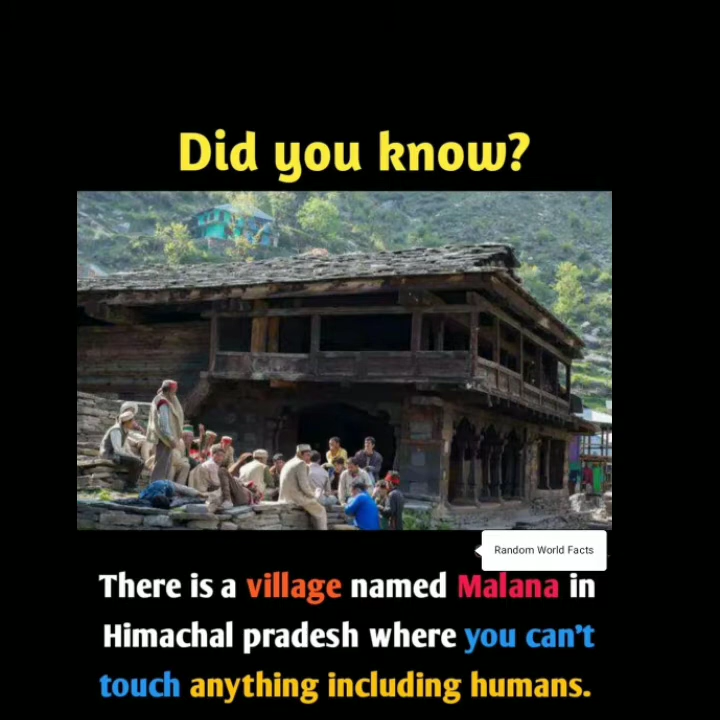 Did you know?
Random World Facts
There is a village named Malana in
Himachal pradesh where you can't
touch anything including humans.